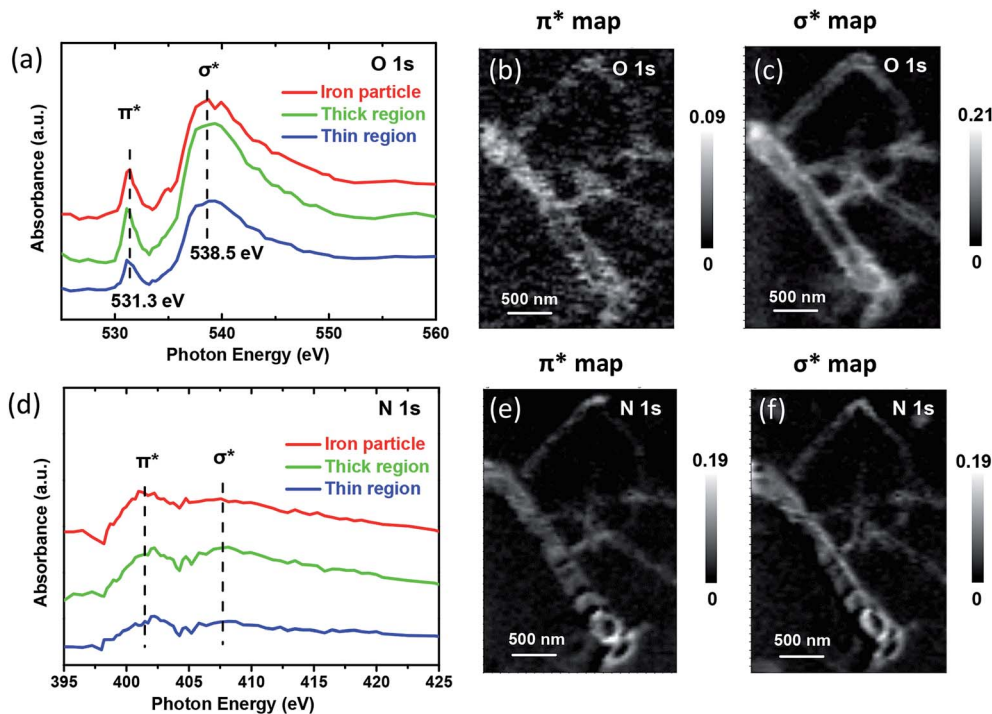 (a)
O 1s
σ*
π*
Iron particle
Thick region
Thin region
538.5 eV
531.3 eV
Absorbance (a.u.)
530 540 550 560
Photon Energy (eV)
π* map
(b)
O 1s
0.09
0
500 nm
σ* map
(c)
O 1s
0.21
0
500 nm
(d)
N 1s
Iron particle
Thick region
Thin region
π*
σ*
Absorbance (a.u.)
395 400 405 410 415 420 425
Photon Energy (eV)
π* map
(e)
N 1s
0.19
0
500 nm
σ* map
(f)
N 1s
0.19
0
500 nm